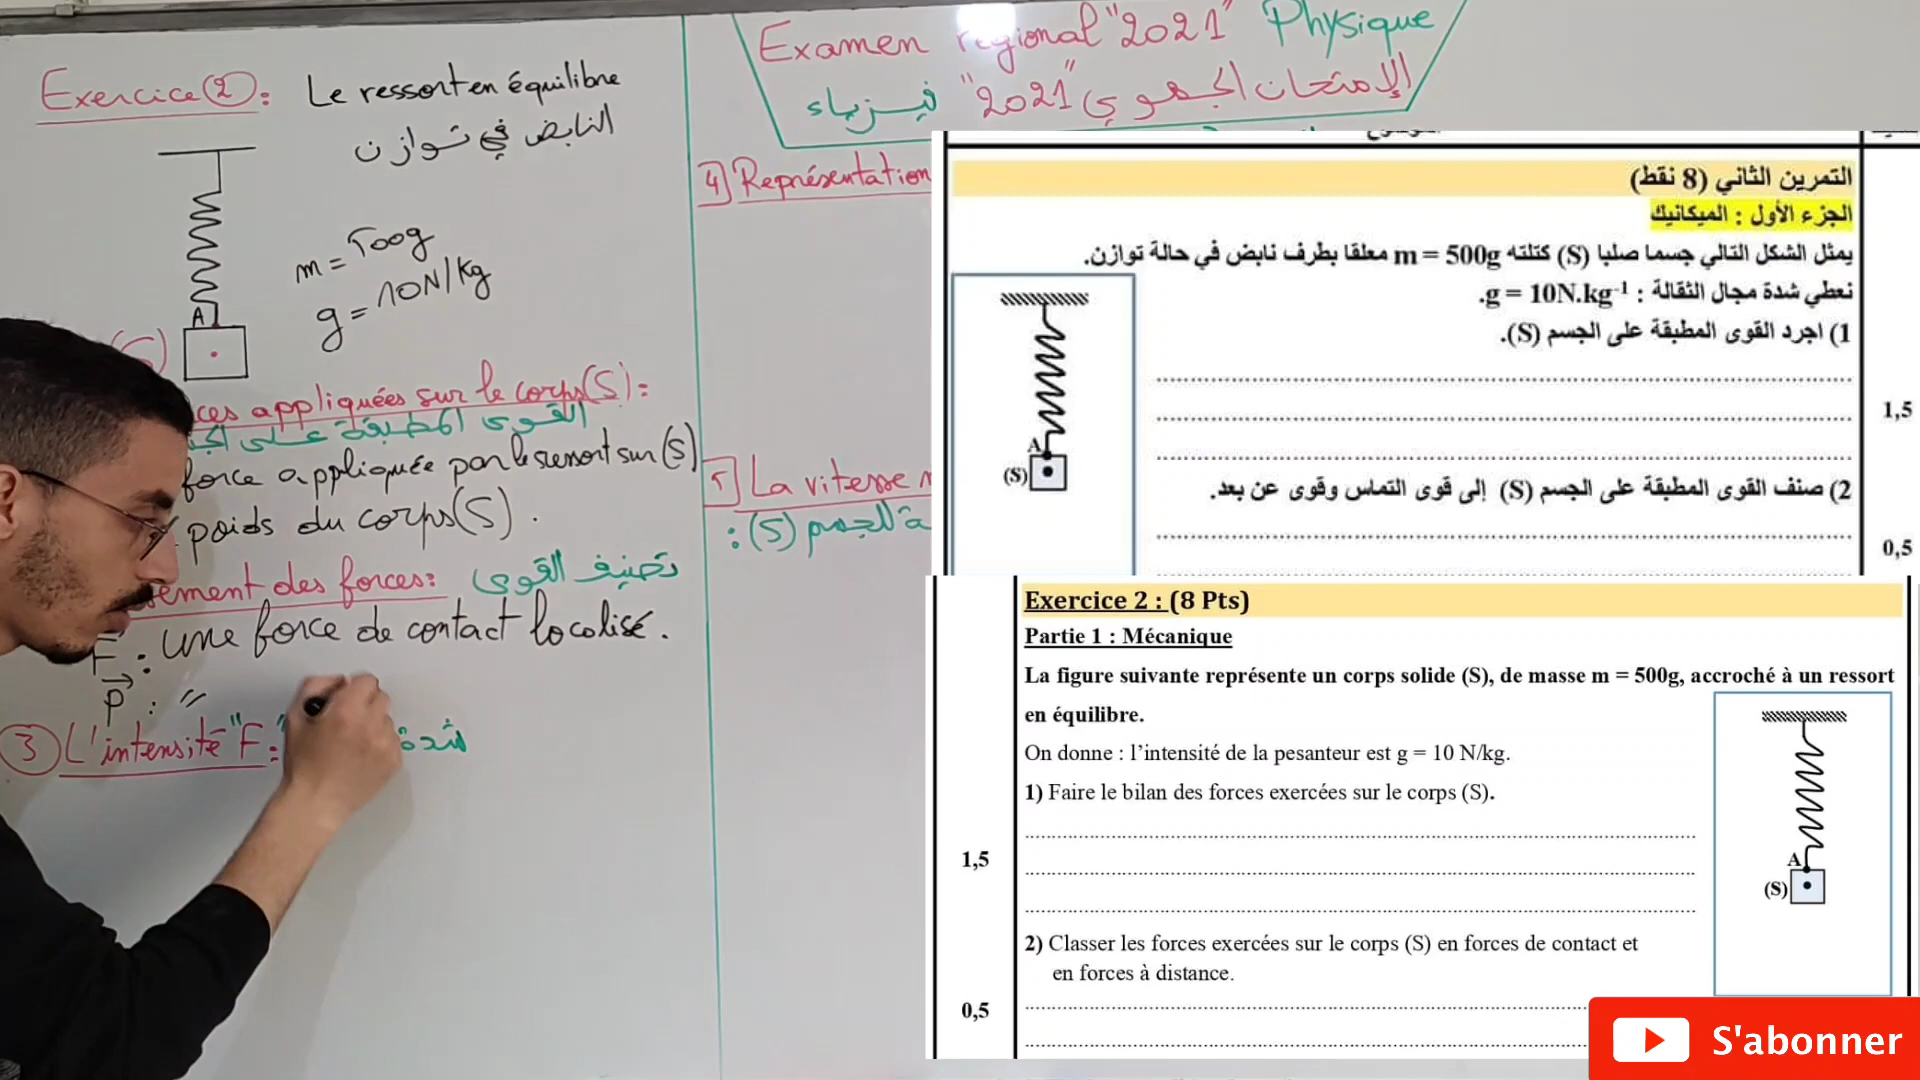 Exercice 2: Le ressort en équilibre
النابض في توازن
m = 500g
g = 10N/kg
A
ces appliquées sur le corps (S):
القوى المطبقة على
force appliquée par le ressort sur (S)
poids du corps (S).
sement des forces: تصنيف القوى
F: une force de contact localisé.
P: "
3 L'intensité "F": شدة
Examen régional "2021" Physique
الإمتحان الجهوي "2021" فيزياء
4] Représentation
5] La vitesse
للجسم (S):
التمرين الثاني (8 نقط)
الجزء الأول : الميكانيك
يمثل الشكل التالي جسما صلبا (S) كتلته m = 500g معلقا بطرف نابض في حالة توازن.
نعطي شدة مجال الثقالة : g = 10N.kg⁻¹.
1) اجرد القوى المطبقة على الجسم (S).
1,5
A
(S)
2) صنف القوى المطبقة على الجسم (S) إلى قوى التماس وقوى عن بعد.
0,5
Exercice 2 : (8 Pts)
Partie 1 : Mécanique
La figure suivante représente un corps solide (S), de masse m = 500g, accroché à un ressort
en équilibre.
On donne : l'intensité de la pesanteur est g = 10 N/kg.
1) Faire le bilan des forces exercées sur le corps (S).
1,5
A
(S)
2) Classer les forces exercées sur le corps (S) en forces de contact et
en forces à distance.
0,5
S'abonner